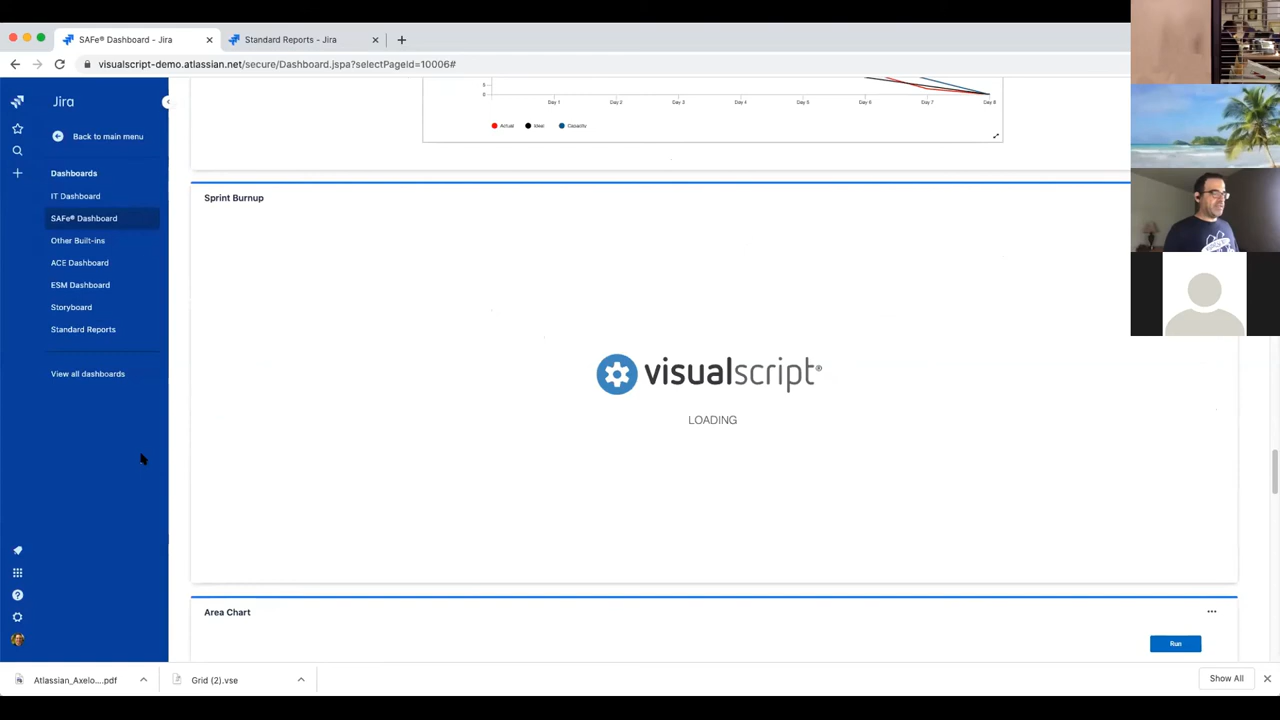 SAFe® Dashboard - Jira
Standard Reports - Jira
visualscript-demo.atlassian.net/secure/Dashboard.jspa?selectPageId=10006#
Jira
Back to main menu
Dashboards
IT Dashboard
SAFe® Dashboard
Other Built-ins
ACE Dashboard
ESM Dashboard
Storyboard
Standard Reports
View all dashboards
5
0
Day 1 Day 2 Day 3 Day 4 Day 5 Day 6 Day 7 Day 8
Actual Ideal Capacity
Sprint Burnup
visualscript®
LOADING
Area Chart
Run
Atlassian_Axelo....pdf
Grid (2).vse
Show All